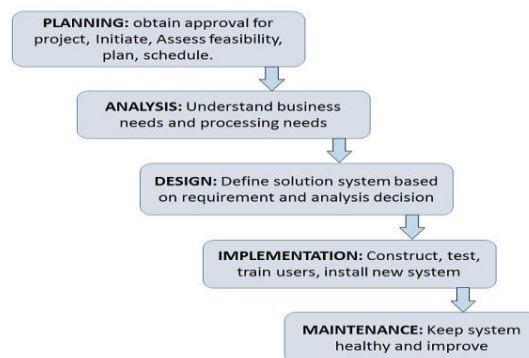 PLANNING: obtain approval for
project, Initiate, Assess feasibility,
plan, schedule.
ANALYSIS: Understand business
needs and processing needs
DESIGN: Define solution system based
on requirement and analysis decision
IMPLEMENTATION: Construct, test,
train users, install new system
MAINTENANCE: Keep system
healthy and improve